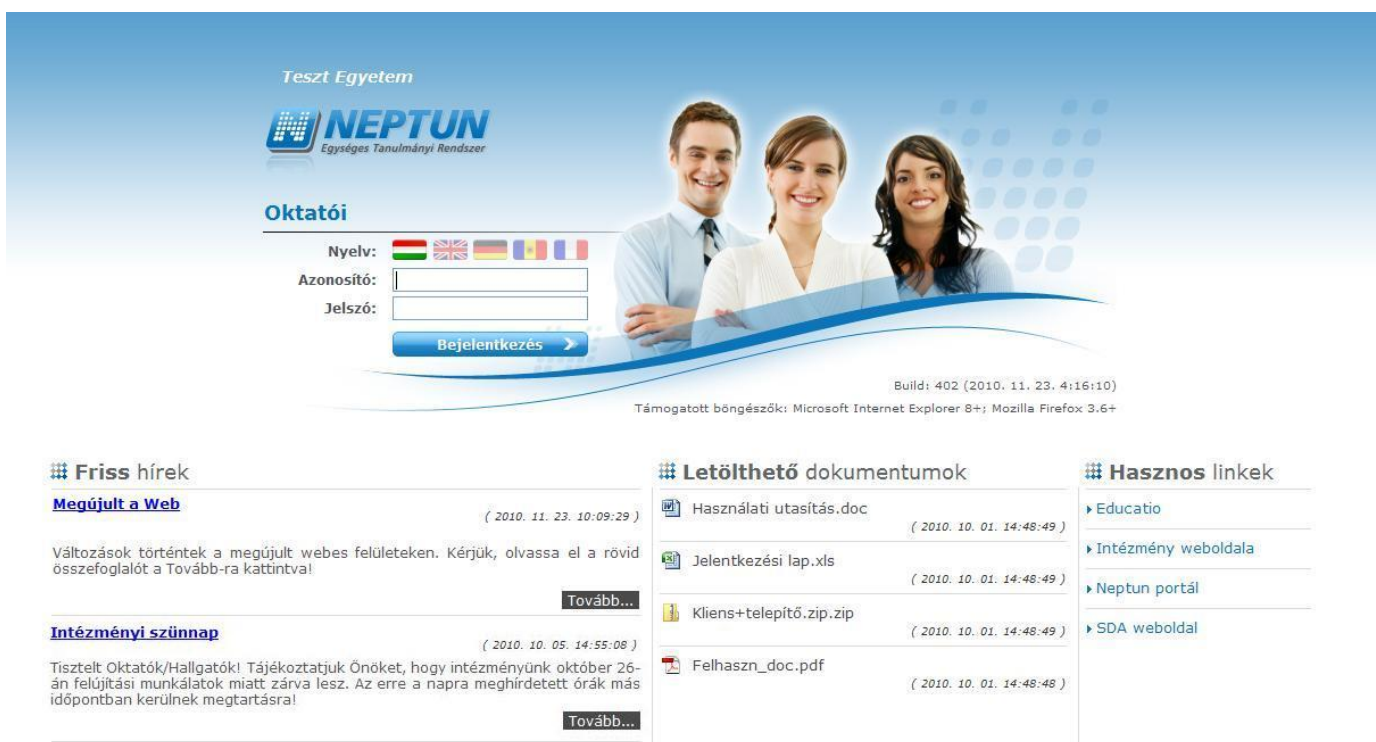 Teszt Egyetem
NEPTUN
Egységes Tanulmányi Rendszer
Oktatói
Nyelv:
Azonosító:
Jelszó:
Bejelentkezés
Build: 402 (2010. 11. 23. 4:16:10)
Támogatott böngészők: Microsoft Internet Explorer 8+; Mozilla Firefox 3.6+
Friss hírek
Megújult a Web
( 2010. 11. 23. 10:09:29 )
Változások történtek a megújult webes felületeken. Kérjük, olvassa el a rövid
összefoglalót a Tovább-ra kattintva!
Tovább...
Intézményi szünnap
( 2010. 10. 05. 14:55:08 )
Tisztelt Oktatók/Hallgatók! Tájékoztatjuk Önöket, hogy intézményünk október 26-
án felújítási munkálatok miatt zárva lesz. Az erre a napra meghírdetett órák más
időpontban kerülnek megtartásra!
Tovább...
Letölthető dokumentumok
Használati utasítás.doc
( 2010. 10. 01. 14:48:49 )
Jelentkezési lap.xls
( 2010. 10. 01. 14:48:49 )
Kliens+telepítő.zip.zip
( 2010. 10. 01. 14:48:49 )
Felhaszn_doc.pdf
( 2010. 10. 01. 14:48:48 )
Hasznos linkek
Educatio
Intézmény weboldala
Neptun portál
SDA weboldal